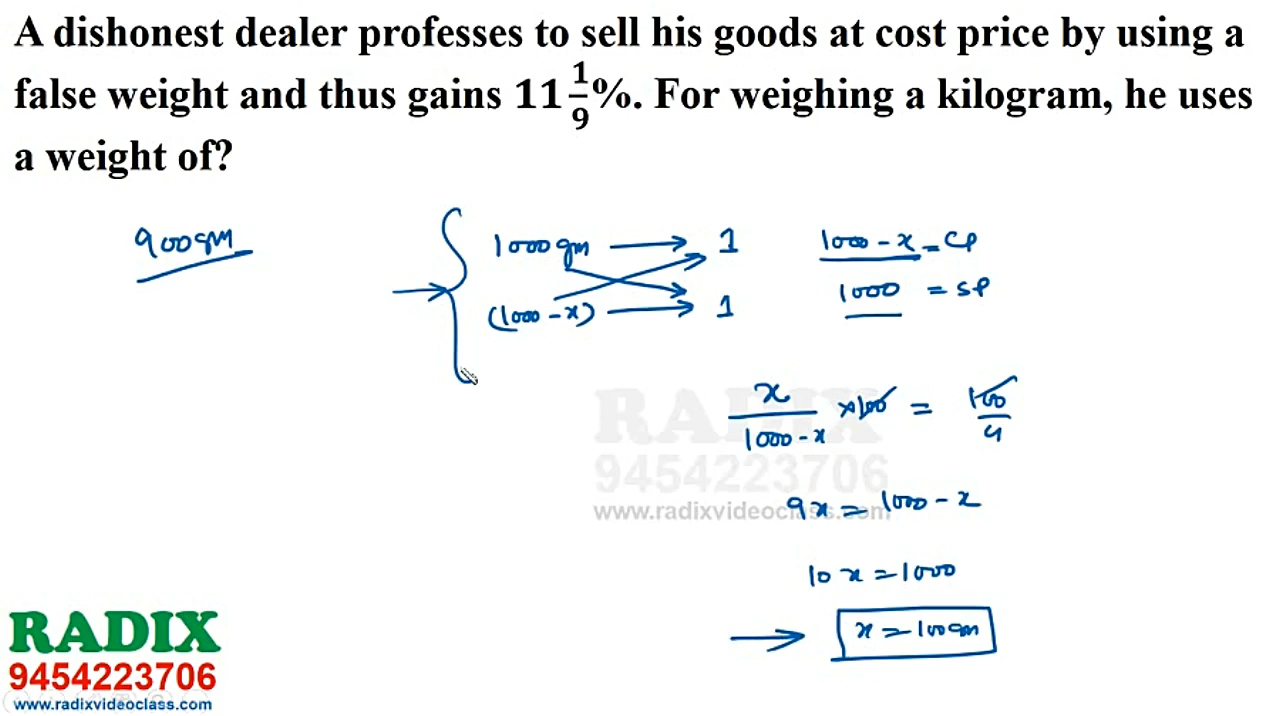 A dishonest dealer professes to sell his goods at cost price by using a
false weight and thus gains 11 1/9%. For weighing a kilogram, he uses
a weight of?
900gm
1000gm → 1
(1000-x) → 1
1000-x = CP
1000 = SP
x/(1000-x) ×100 = 100/9
9x = 1000-x
10x = 1000
→ x = 100gm
RADIX
9454223706
www.radixvideoclass.com
RADIX
9454223706
www.radixvideoclass.com